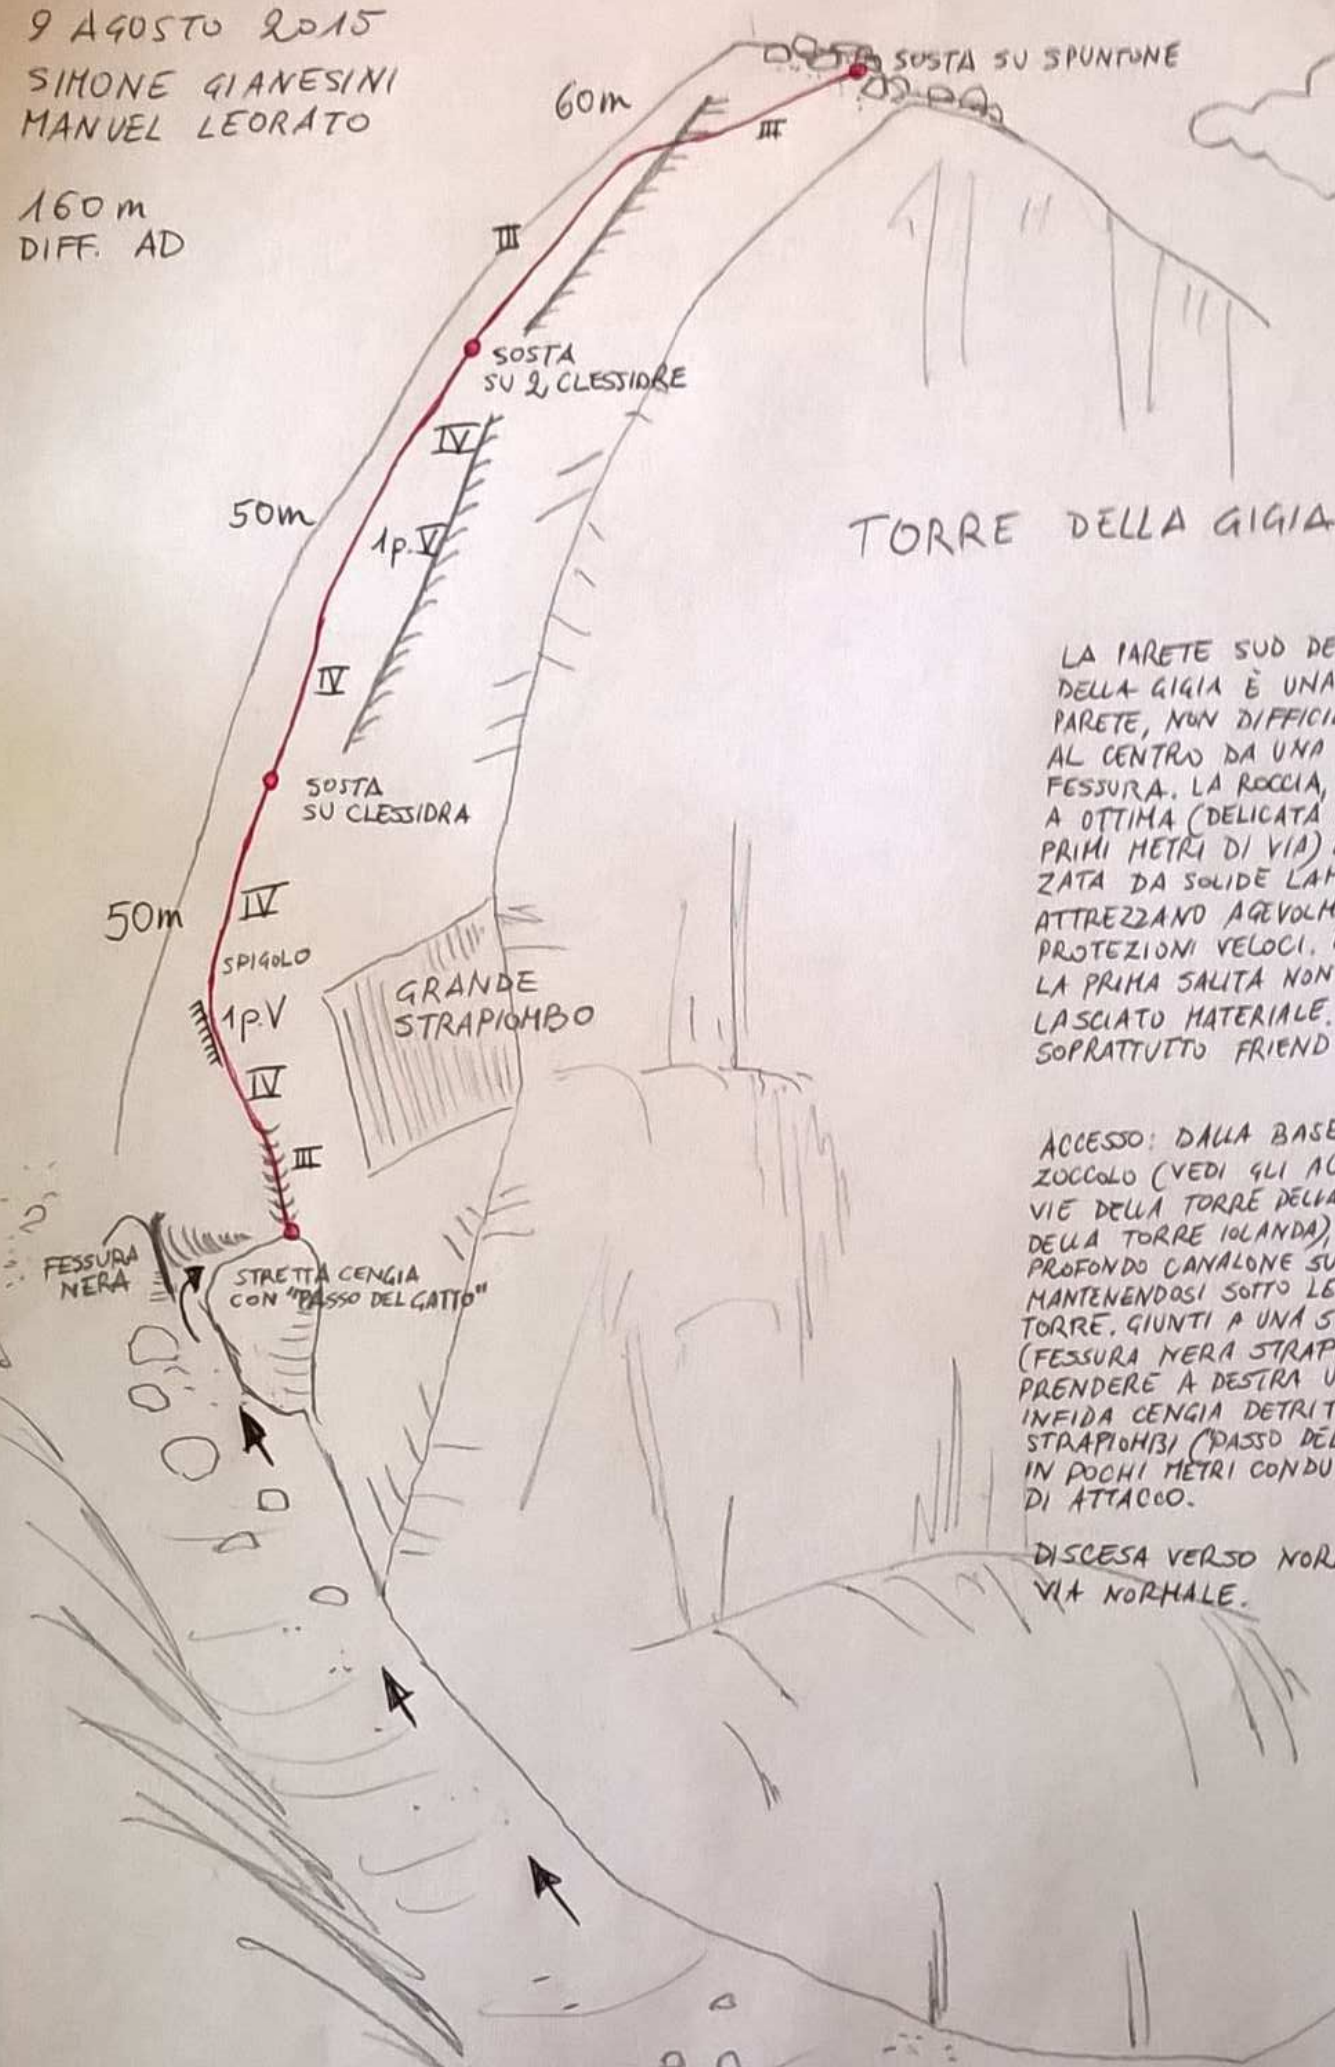 9 AGOSTO 2015
SIMONE GIANESINI
MANUEL LEORATO
160 m
DIFF. AD
SOSTA SU SPUNTONE
60m
III
III
SOSTA
SU 2 CLESSIDRE
IV
50m
1p. V
IV
SOSTA
SU CLESSIDRA
IV
50m
SPIGOLO
1p. V
IV
III
GRANDE
STRAPIOMBO
FESSURA
NERA
STRETTA CENGIA
CON "PASSO DEL GATTO"
TORRE DELLA GIGIA
LA PARETE SUD DE
DELLA GIGIA È UNA
PARETE, NON DIFFICI
AL CENTRO DA UNA
FESSURA. LA ROCCIA,
A OTTIMA (DELICATA
PRIMI METRI DI VIA)
ZATA DA SOLIDE LA
ATTREZZANO AGEVOLM
PROTEZIONI VELOCI.
LA PRIMA SALITA NON
LASCIATO MATERIALE.
SOPRATTUTTO FRIEND
ACCESSO: DALLA BASE
ZOCCOLO (VEDI GLI AC
VIE DELLA TORRE DELLA
DELLA TORRE IOLANDA),
PROFONDO CANALONE SU
MANTENENDOSI SOTTO LE
TORRE. GIUNTI A UNA S
(FESSURA NERA STRAP
PRENDERE A DESTRA U
INFIDA CENGIA DETRIT
STRAPIOMBI ("PASSO DEL
IN POCHI METRI CONDU
DI ATTACCO.
DISCESA VERSO NOR
VIA NORMALE.